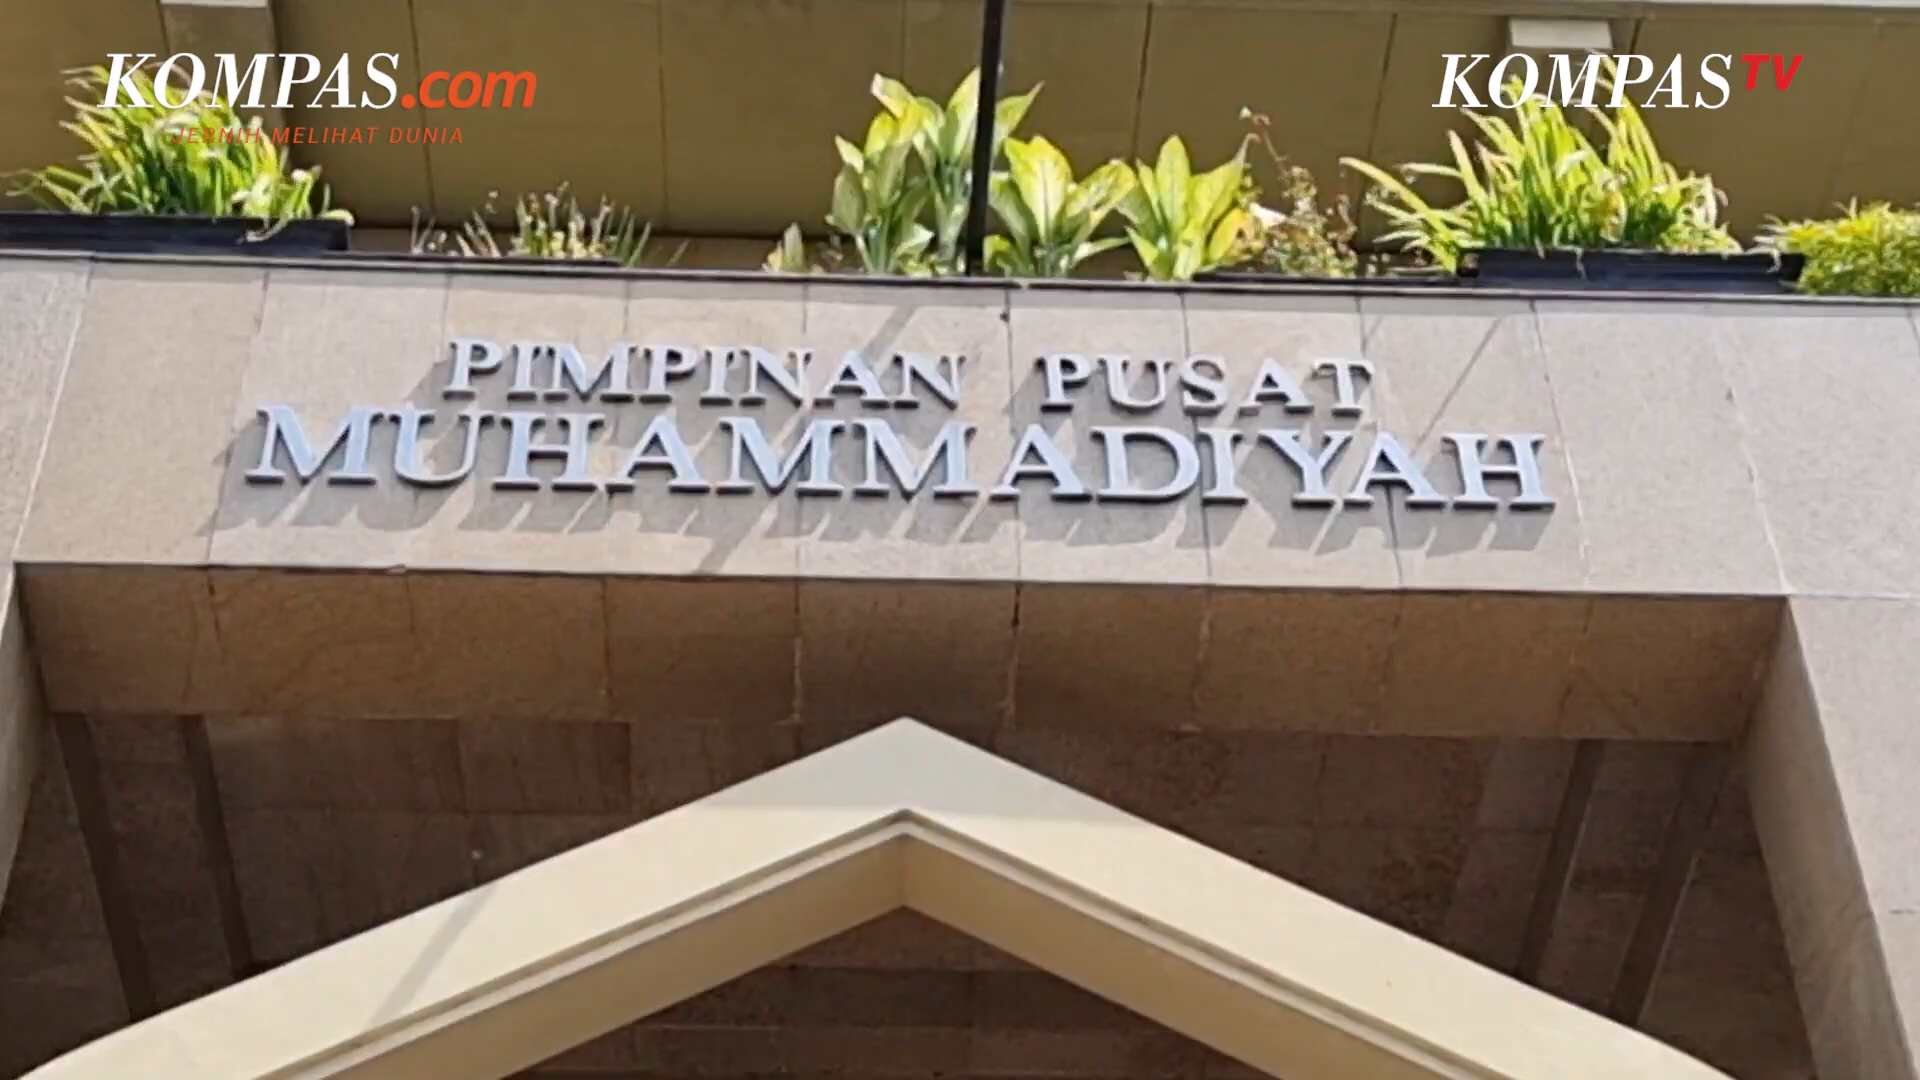 KOMPAS.com
JERNIH MELIHAT DUNIA
KOMPASTV
PIMPINAN PUSAT
MUHAMMADIYAH